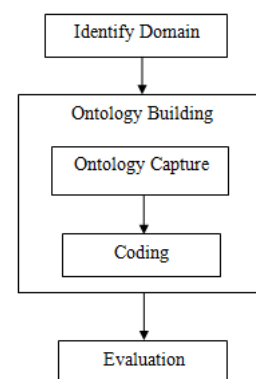 Identify Domain
Ontology Building
Ontology Capture
Coding
Evaluation